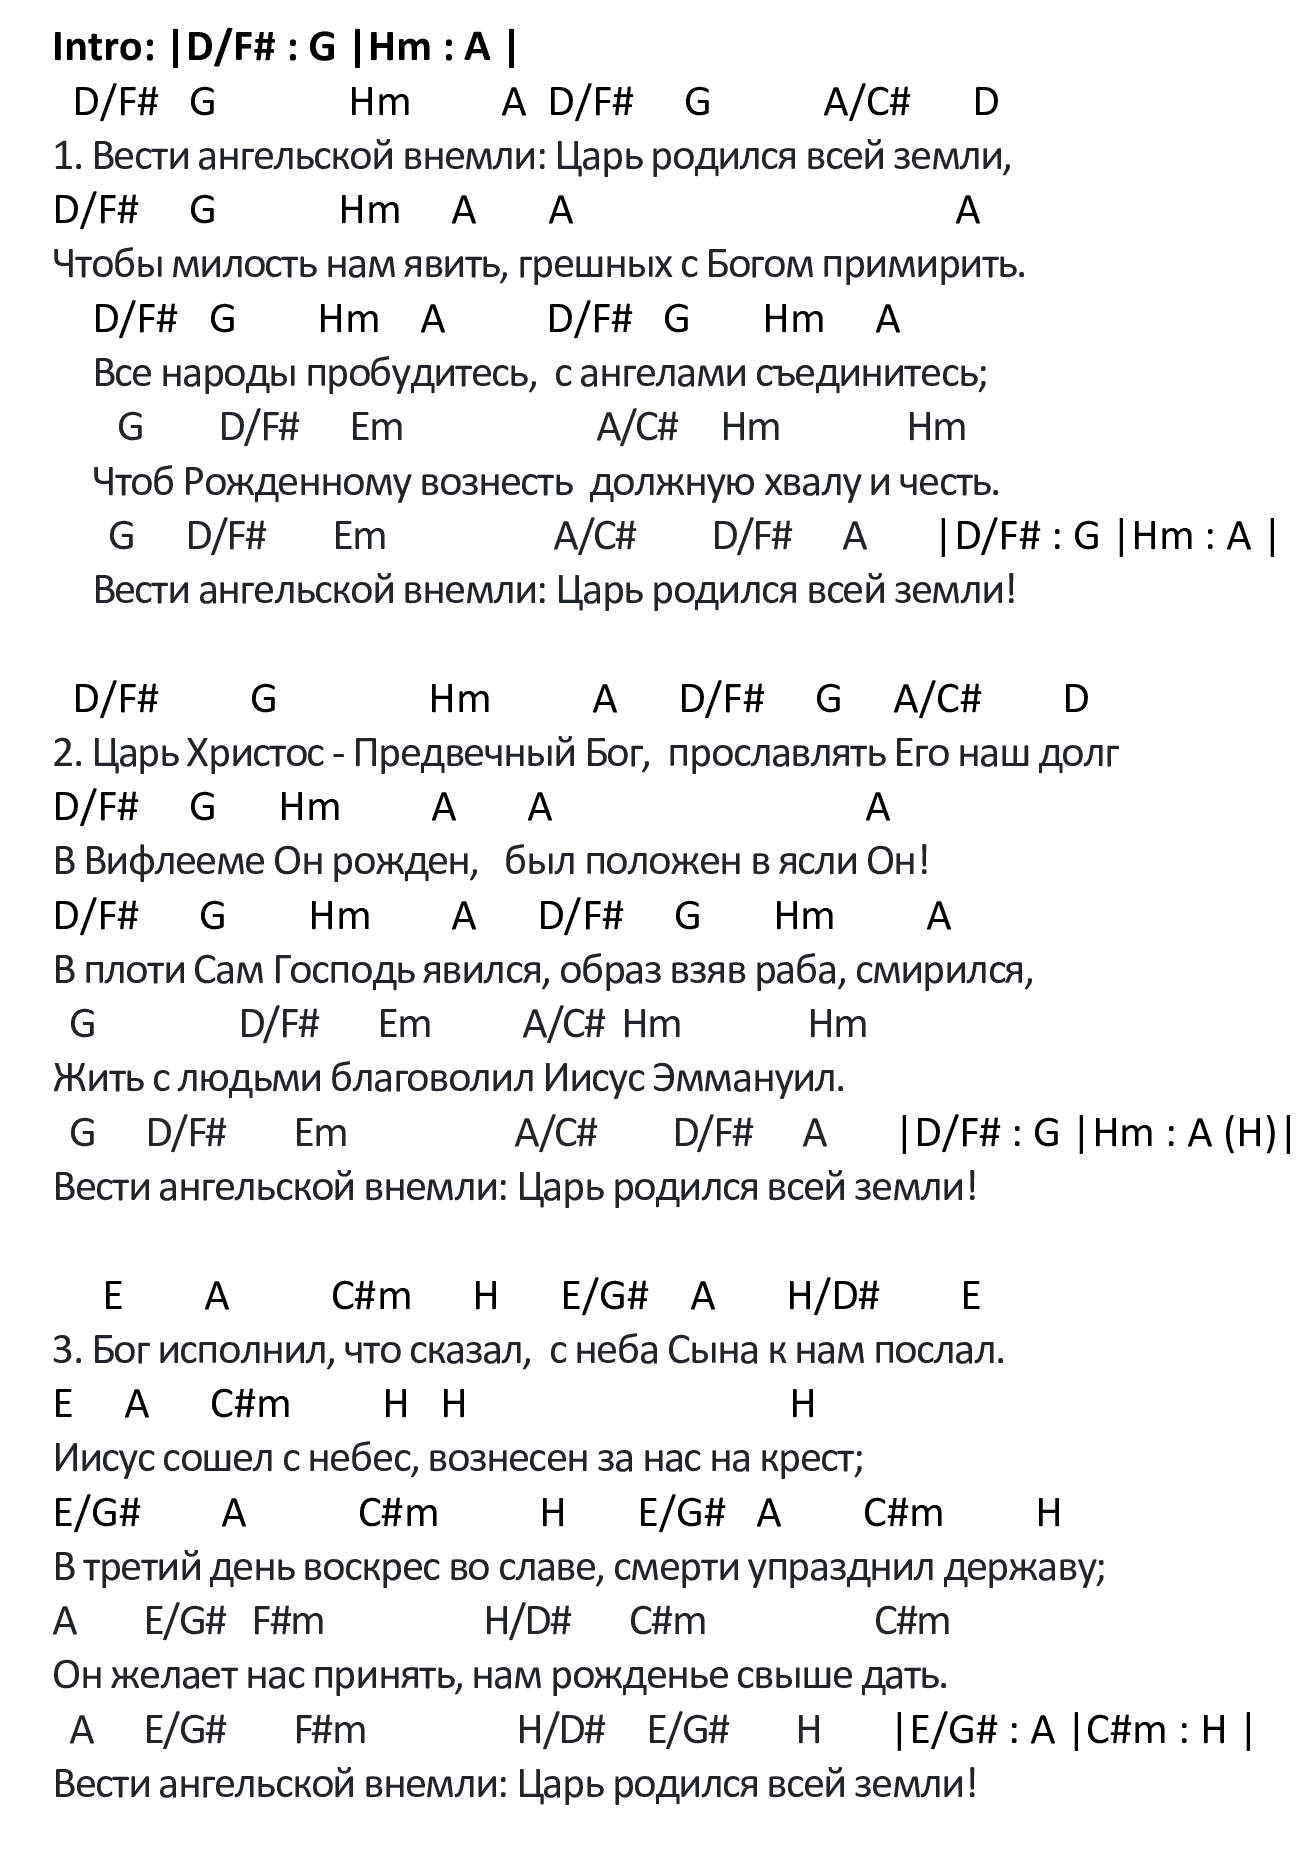 Intro: |D/F# : G |Hm : A |
D/F# G Hm A D/F# G A/C# D
1. Вести ангельской внемли: Царь родился всей земли,
D/F# G Hm A A A
Чтобы милость нам явить, грешных с Богом примирить.
D/F# G Hm A D/F# G Hm A
Все народы пробудитесь, с ангелами съединитесь;
G D/F# Em A/C# Hm Hm
Чтоб Рожденному вознесть должную хвалу и честь.
G D/F# Em A/C# D/F# A |D/F# : G |Hm : A |
Вести ангельской внемли: Царь родился всей земли!
D/F# G Hm A D/F# G A/C# D
2. Царь Христос - Предвечный Бог, прославлять Его наш долг
D/F# G Hm A A A
В Вифлееме Он рожден, был положен в ясли Он!
D/F# G Hm A D/F# G Hm A
В плоти Сам Господь явился, образ взяв раба, смирился,
G D/F# Em A/C# Hm Hm
Жить с людьми благоволил Иисус Эммануил.
G D/F# Em A/C# D/F# A |D/F# : G |Hm : A (H)|
Вести ангельской внемли: Царь родился всей земли!
E A C#m H E/G# A H/D# E
3. Бог исполнил, что сказал, с неба Сына к нам послал.
E A C#m H H H
Иисус сошел с небес, вознесен за нас на крест;
E/G# A C#m H E/G# A C#m H
В третий день воскрес во славе, смерти упразднил державу;
A E/G# F#m H/D# C#m C#m
Он желает нас принять, нам рожденье свыше дать.
A E/G# F#m H/D# E/G# H |E/G# : A |C#m : H |
Вести ангельской внемли: Царь родился всей земли!